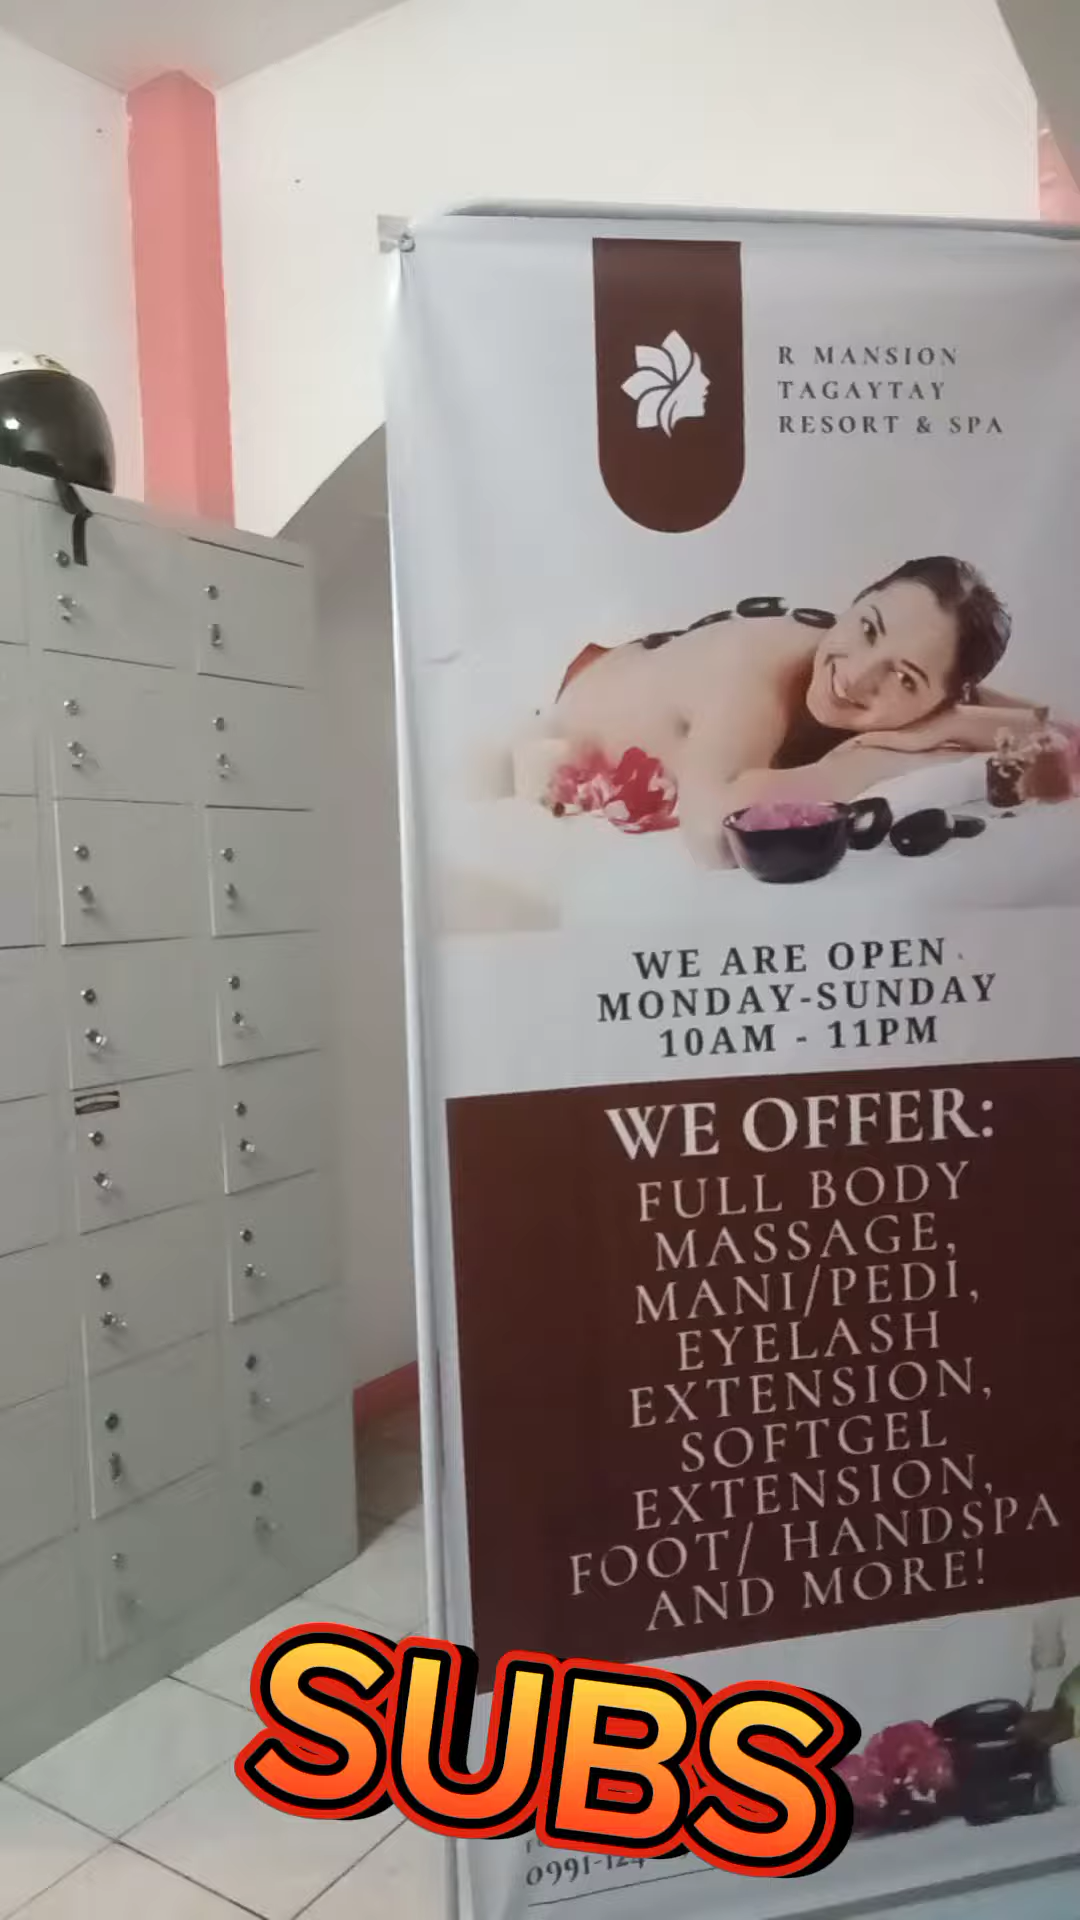 R MANSION
TAGAYTAY
RESORT & SPA
WE ARE OPEN
MONDAY-SUNDAY
10AM - 11PM
WE OFFER:
FULL BODY
MASSAGE,
MANI/PEDI,
EYELASH
EXTENSION,
SOFTGEL
EXTENSION,
FOOT/ HANDSPA
AND MORE!
SUBS